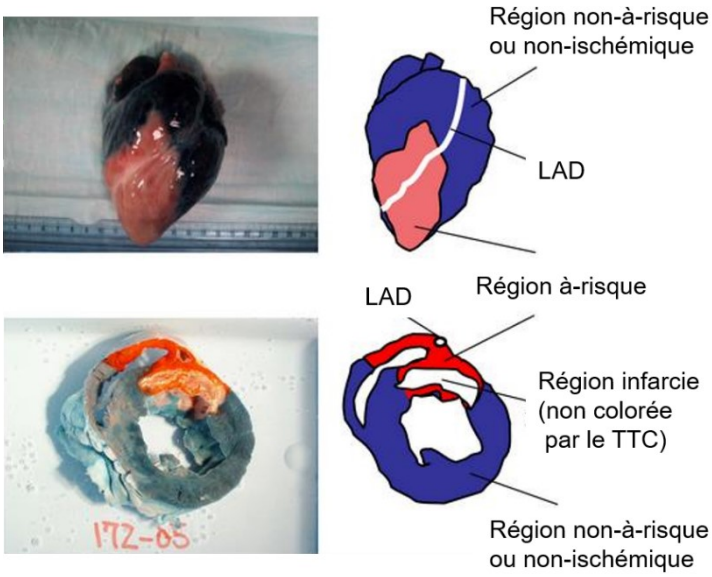 Région non-à-risque
ou non-ischémique
LAD
Région à-risque
LAD
Région infarcie
(non colorée
par le TTC)
172-05
Région non-à-risque
ou non-ischémique